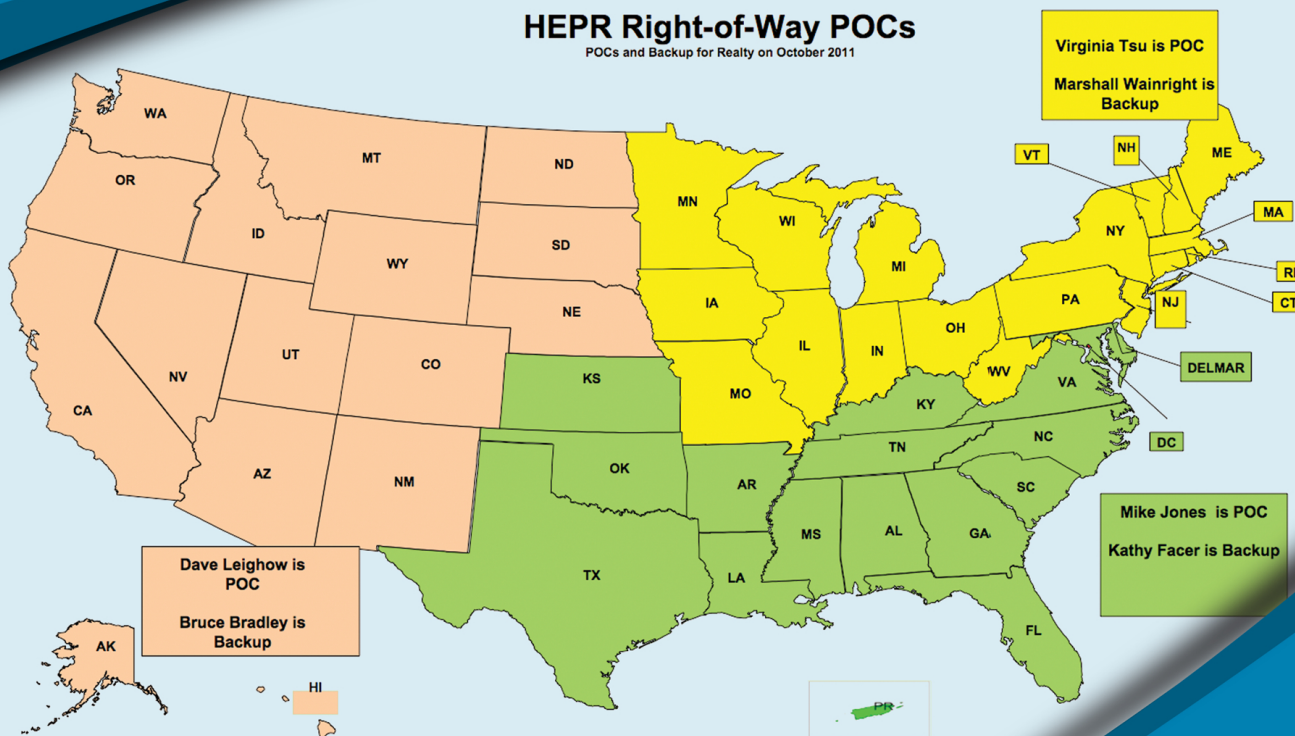 HEPR Right-of-Way POCs
POCs and Backup for Realty on October 2011
Virginia Tsu is POC
Marshall Wainright is
Backup
WA
MT
ND
OR
MN
ID
SD
WY
WI
MI
NY
VT
NH
ME
MA
RI
CT
NJ
PA
NE
IA
OH
IL
IN
WV
NV
UT
CO
KS
MO
KY
VA
DELMAR
DC
CA
AZ
NM
OK
AR
TN
NC
SC
MS
AL
GA
TX
LA
FL
Mike Jones is POC
Kathy Facer is Backup
Dave Leighow is
POC
Bruce Bradley is
Backup
AK
HI
PR